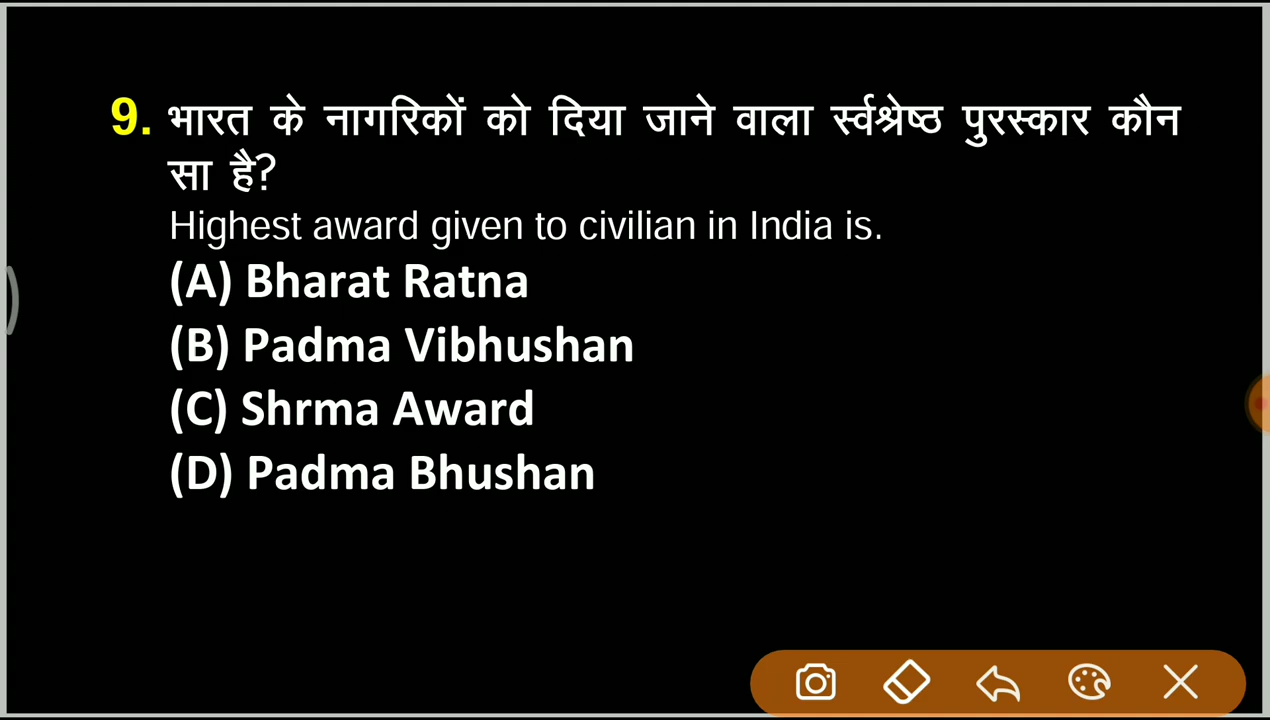 9. भारत के नागरिकों को दिया जाने वाला र्स्वश्रेष्ठ पुरस्कार कौन
सा है?
Highest award given to civilian in India is.
(A) Bharat Ratna
(B) Padma Vibhushan
(C) Shrma Award
(D) Padma Bhushan